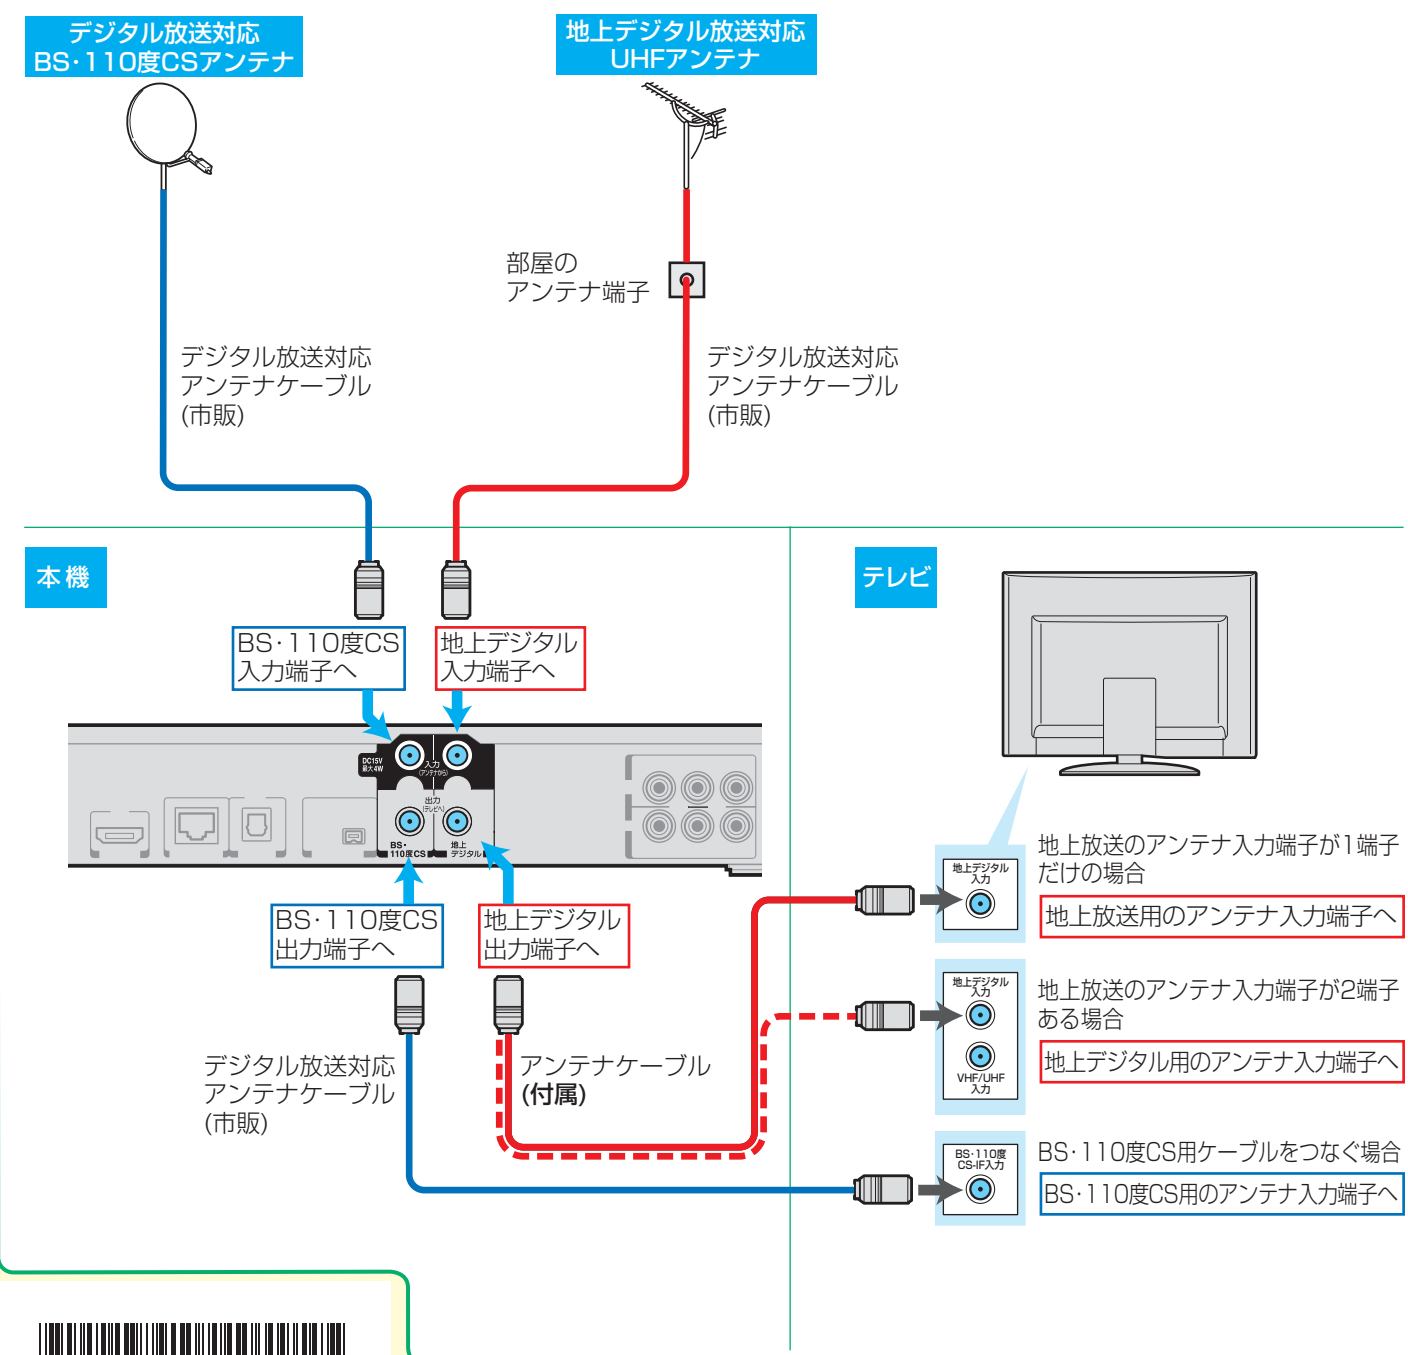 デジタル放送対応
BS・110度CSアンテナ
地上デジタル放送対応
UHFアンテナ
部屋の
アンテナ端子
デジタル放送対応
アンテナケーブル
(市販)
デジタル放送対応
アンテナケーブル
(市販)
本機
テレビ
BS・110度CS
入力端子へ
地上デジタル
入力端子へ
DC15V
最大4W
入力
(アンテナから)
出力
(テレビへ)
BS・
110度CS
地上
デジタル
BS・110度CS
出力端子へ
地上デジタル
出力端子へ
デジタル放送対応
アンテナケーブル
(市販)
アンテナケーブル
(付属)
地上デジタル
入力
地上放送のアンテナ入力端子が1端子
だけの場合
地上放送用のアンテナ入力端子へ
地上デジタル
入力
VHF/UHF
入力
地上放送のアンテナ入力端子が2端子
ある場合
地上デジタル用のアンテナ入力端子へ
BS・110度
CS-IF入力
BS・110度CS用ケーブルをつなぐ場合
BS・110度CS用のアンテナ入力端子へ